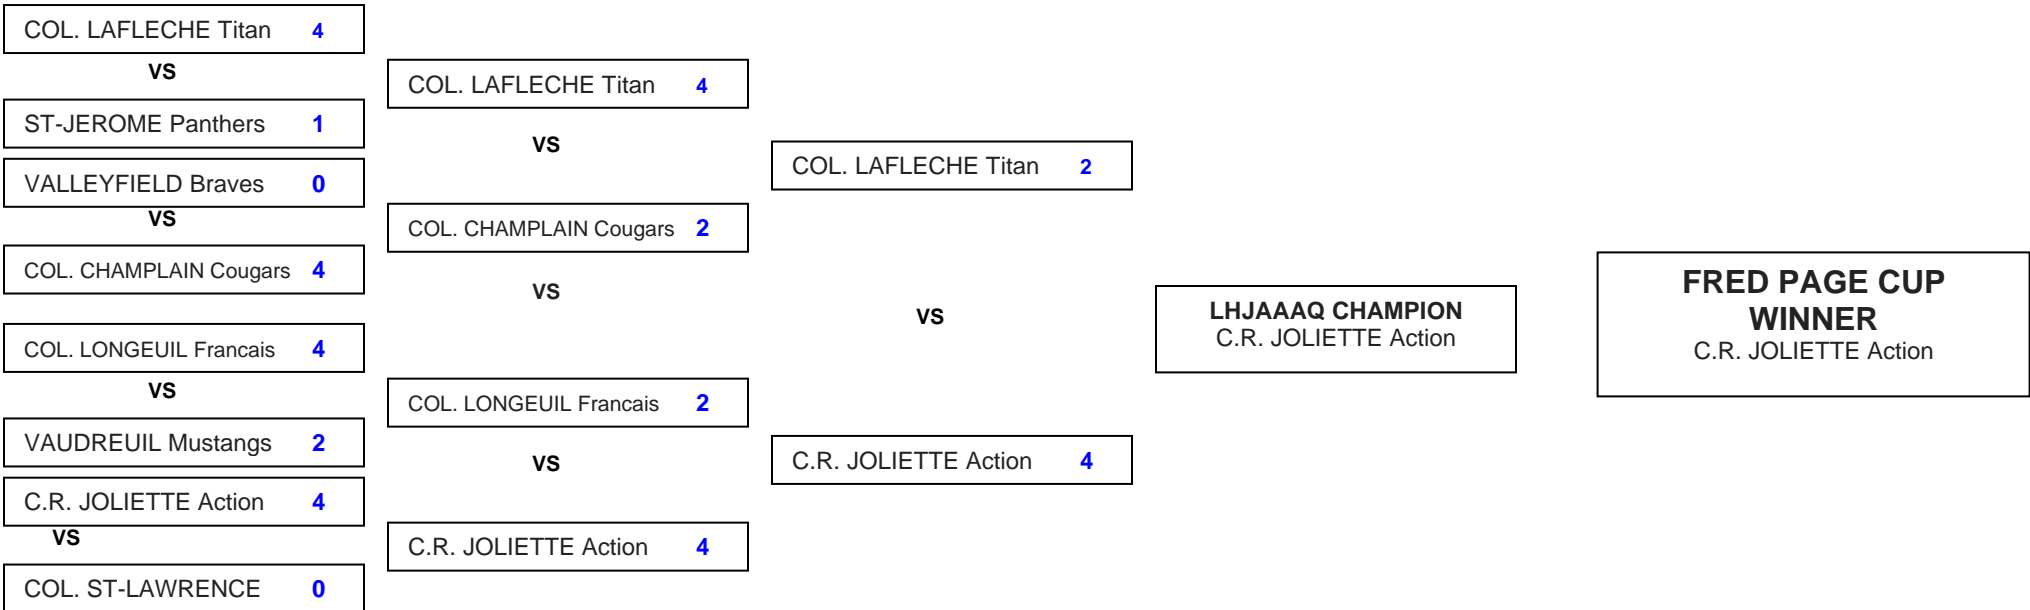 COL. LAFLECHE Titan 4
VS
ST-JEROME Panthers 1
VALLEYFIELD Braves 0
VS
COL. CHAMPLAIN Cougars 4
COL. LONGEUIL Francais 4
VS
VAUDREUIL Mustangs 2
C.R. JOLIETTE Action 4
VS
COL. ST-LAWRENCE 0
COL. LAFLECHE Titan 4
VS
COL. CHAMPLAIN Cougars 2
VS
COL. LONGEUIL Francais 2
VS
C.R. JOLIETTE Action 4
COL. LAFLECHE Titan 2
VS
C.R. JOLIETTE Action 4
LHJAAAQ CHAMPION
C.R. JOLIETTE Action
FRED PAGE CUP
WINNER
C.R. JOLIETTE Action